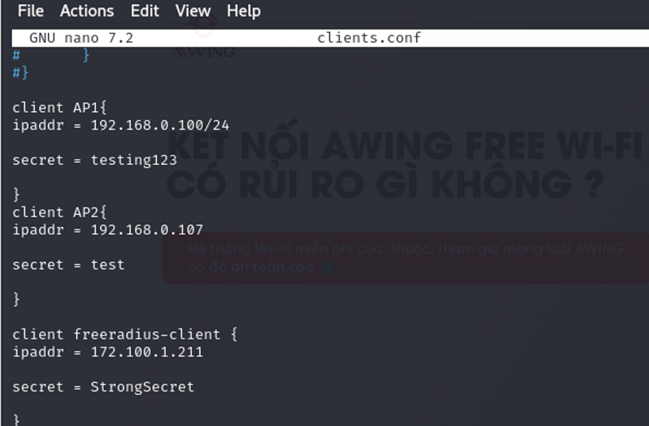 File Actions Edit View Help
GNU nano 7.2 clients.conf
# }
#}
client AP1{
ipaddr = 192.168.0.100/24
secret = testing123
}
client AP2{
ipaddr = 192.168.0.107
secret = test
}
client freeradius-client {
ipaddr = 172.100.1.211
secret = StrongSecret
}
AWING
KẾT NỐI AWING FREE WI-FI
CÓ RỦI RO GÌ KHÔNG ?
Hệ thống Wi-Fi miễn phí của/thuộc/tham gia mạng lưới AWING
có độ an toàn cao